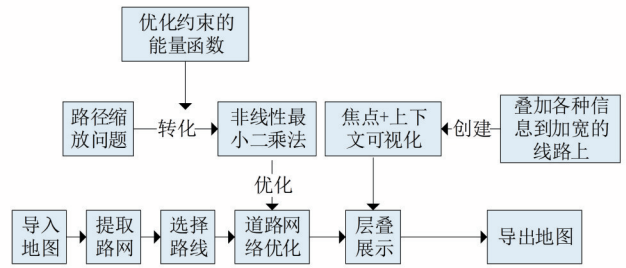 优化约束的
能量函数
路径缩
放问题
转化
非线性最
小二乘法
焦点+上下
文可视化
创建
叠加各种信
息到加宽的
线路上
优化
导入
地图
提取
路网
选择
路线
道路网
络优化
层叠
展示
导出地图